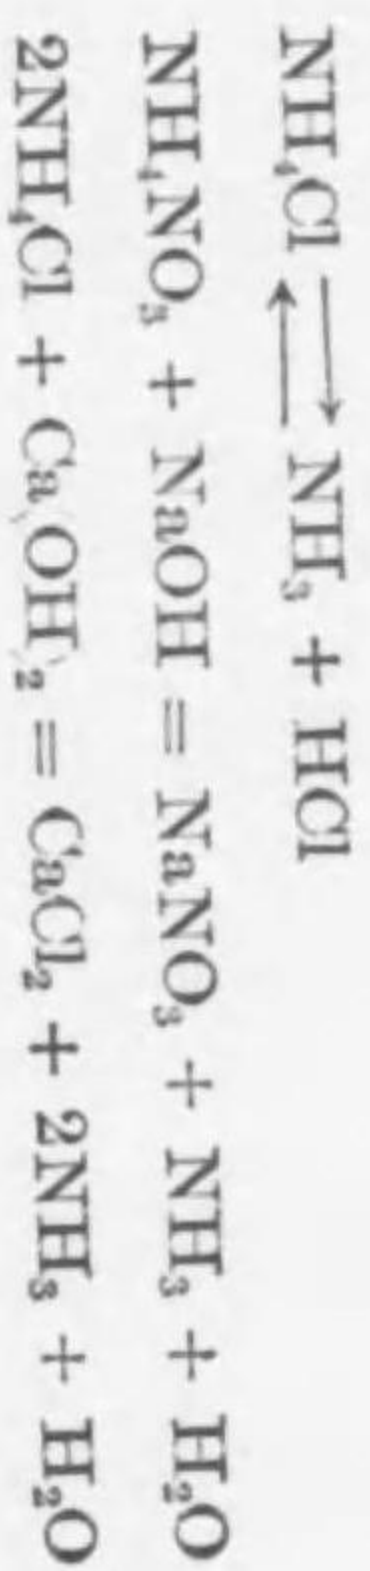 NH₄Cl ⇄ NH₃ + HCl
NH₄NO₃ + NaOH = NaNO₃ + NH₃ + H₂O
2NH₄Cl + Ca(OH)₂ = CaCl₂ + 2NH₃ + H₂O